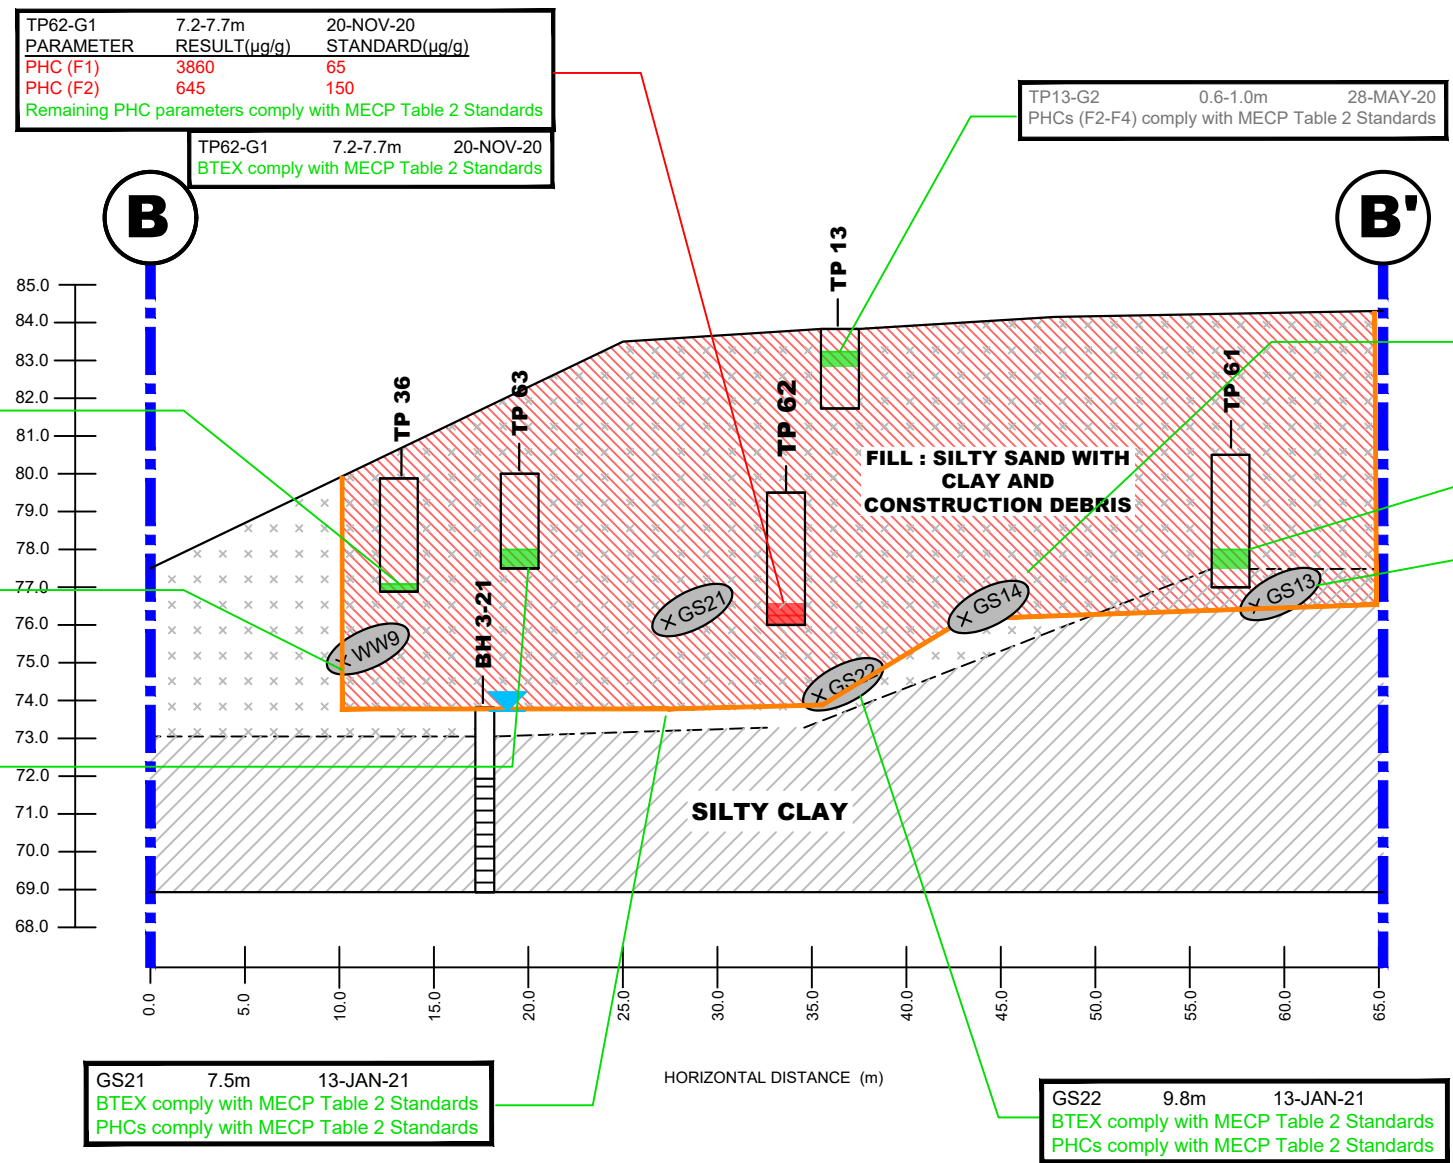 TP62-G1 7.2-7.7m 20-NOV-20
PARAMETER RESULT(µg/g) STANDARD(µg/g)
PHC (F1) 3860 65
PHC (F2) 645 150
Remaining PHC parameters comply with MECP Table 2 Standards
TP62-G1 7.2-7.7m 20-NOV-20
BTEX comply with MECP Table 2 Standards
TP13-G2 0.6-1.0m 28-MAY-20
PHCs (F2-F4) comply with MECP Table 2 Standards
B
B'
85.0
84.0
83.0
82.0
81.0
80.0
79.0
78.0
77.0
76.0
75.0
74.0
73.0
72.0
71.0
70.0
69.0
68.0
TP 36
TP 63
BH 3-21
TP 62
TP 13
TP 61
FILL : SILTY SAND WITH
CLAY AND
CONSTRUCTION DEBRIS
WW9
GS21
GS14
GS13
GS22
SILTY CLAY
0.0
5.0
10.0
15.0
20.0
25.0
30.0
35.0
40.0
45.0
50.0
55.0
60.0
65.0
HORIZONTAL DISTANCE (m)
GS21 7.5m 13-JAN-21
BTEX comply with MECP Table 2 Standards
PHCs comply with MECP Table 2 Standards
GS22 9.8m 13-JAN-21
BTEX comply with MECP Table 2 Standards
PHCs comply with MECP Table 2 Standards